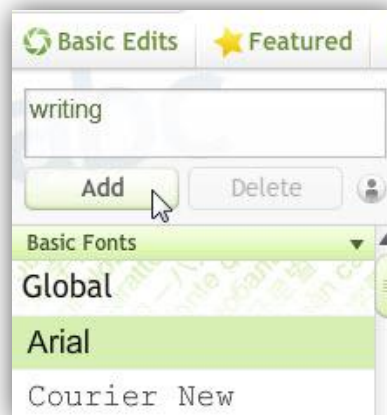 Basic Edits Featured
writing
Add Delete
Basic Fonts
Global
Arial
Courier New